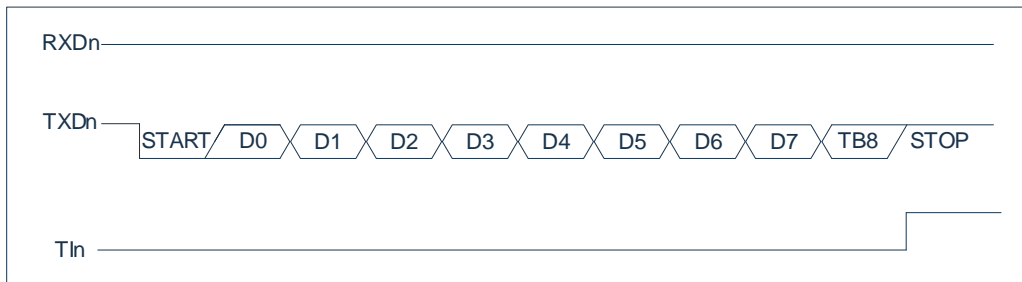 RXDn
TXDn
START D0 D1 D2 D3 D4 D5 D6 D7 TB8 STOP
TIn